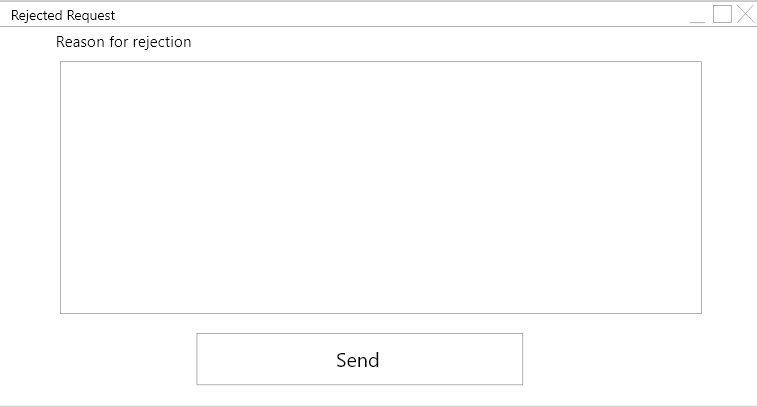 Rejected Request
Reason for rejection
Send